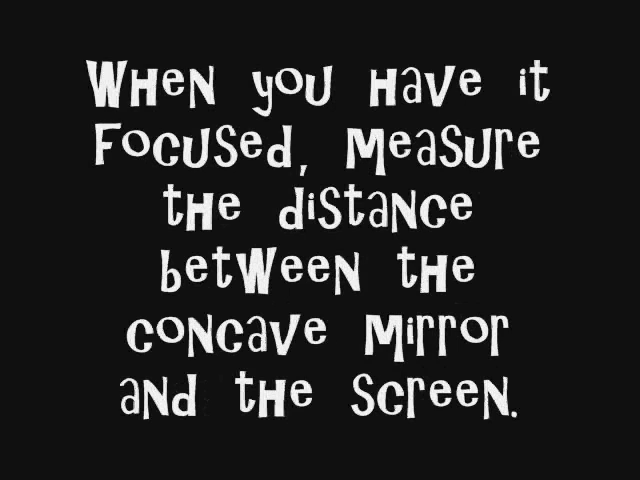 When you have it
focused, measure
the distance
between the
concave mirror
and the screen.